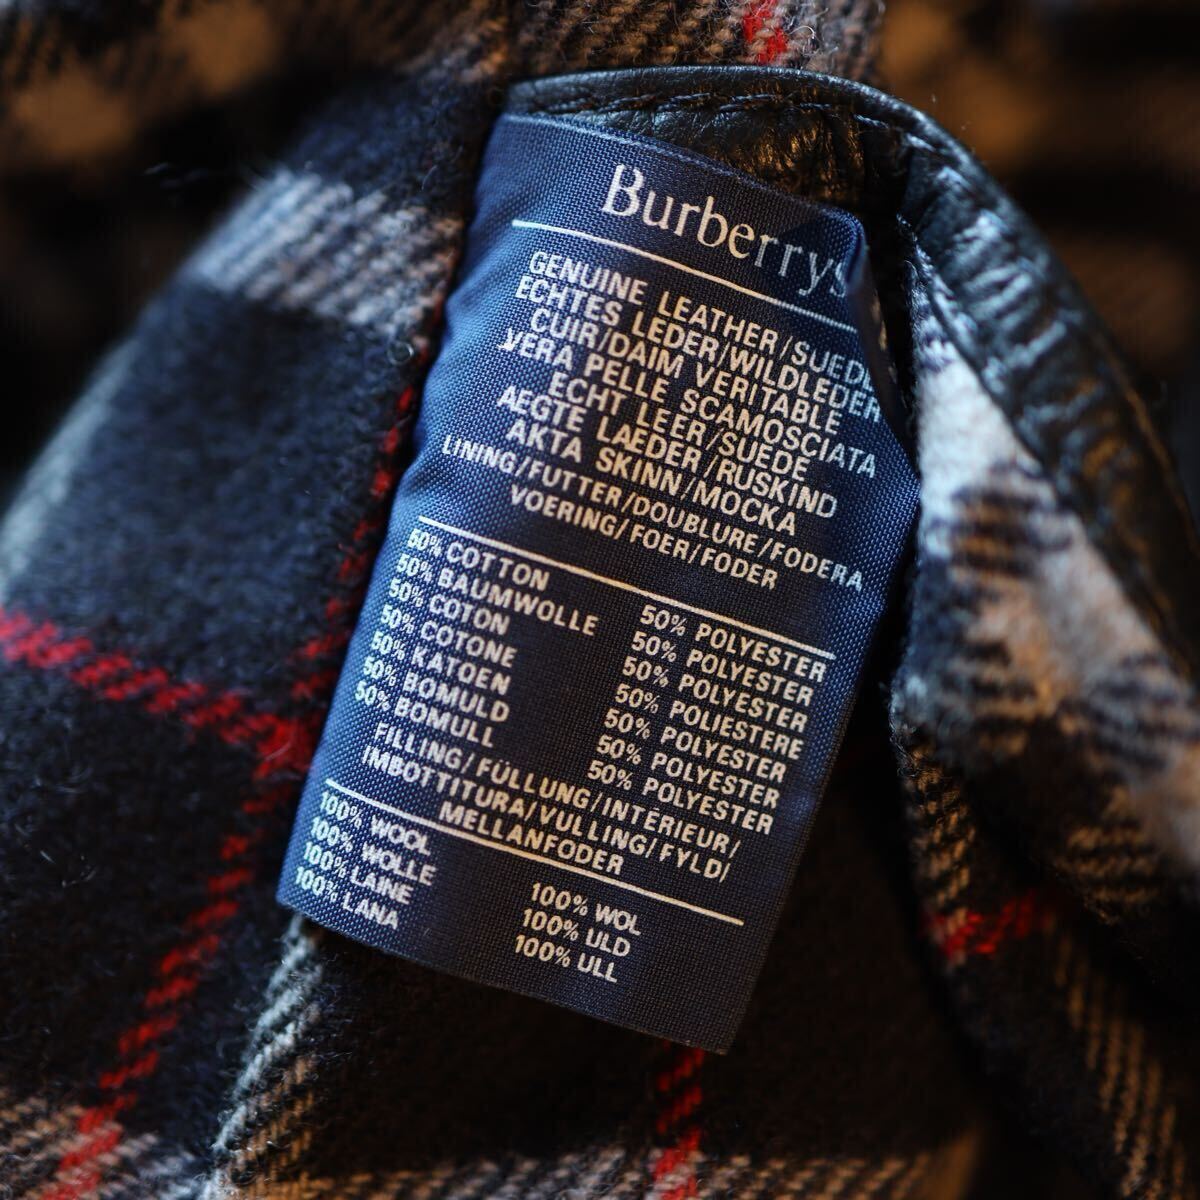 Burberrys
GENUINE LEATHER/SUEDE
ECHTES LEDER/WILDLEDER
CUIR/DAIM VERITABLE
VERA PELLE SCAMOSCIATA
ECHT LEER/SUEDE
AEGTE LAEDER/RUSKIND
AKTA SKINN/MOCKA
LINING/FUTTER/DOUBLURE/FODERA
VOERING/FOER/FODER
50% COTTON 50% POLYESTER
50% BAUMWOLLE 50% POLYESTER
50% COTON 50% POLYESTER
50% COTONE 50% POLIESTERE
50% KATOEN 50% POLYESTER
50% BOMULD 50% POLYESTER
50% BOMULL 50% POLYESTER
FILLING/FÜLLUNG/INTÉRIEUR/
IMBOTTITURA/VULLING/FYLD/
MELLANFODER
100% WOOL
100% WOLLE 100% WOL
100% LAINE 100% ULD
100% LANA 100% ULL